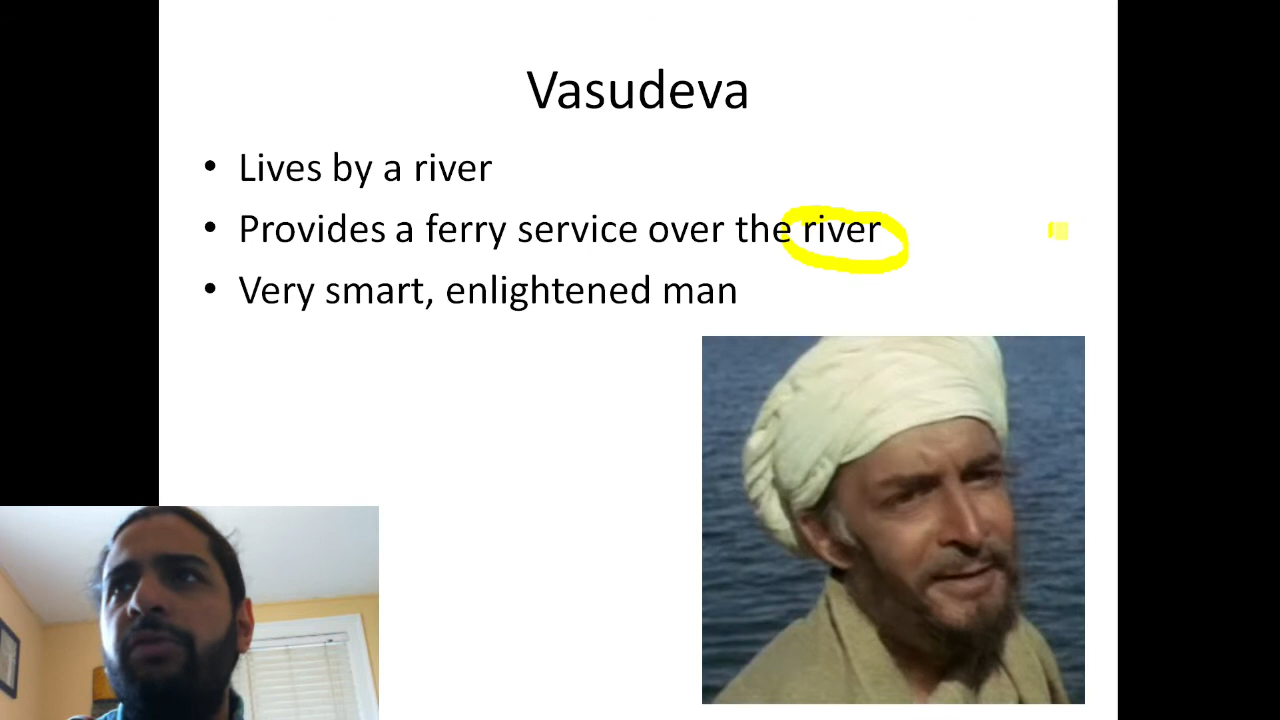 Vasudeva
• Lives by a river
• Provides a ferry service over the river
• Very smart, enlightened man